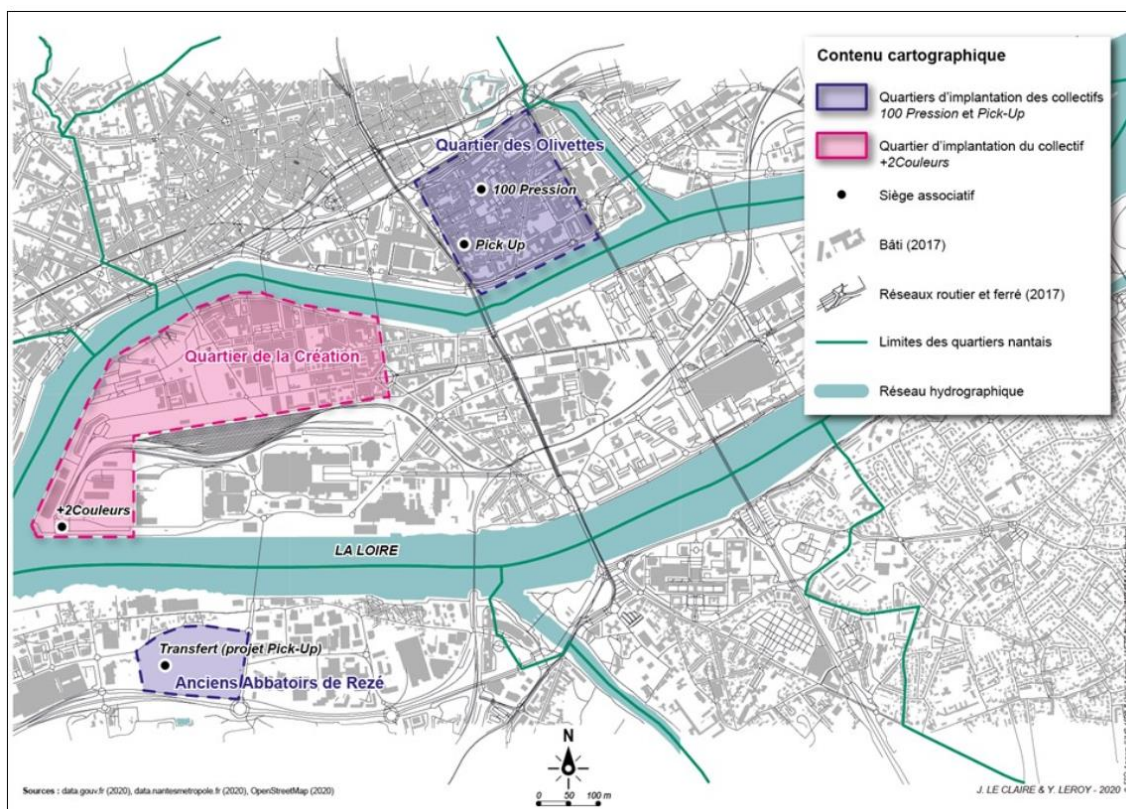 Contenu cartographique
Quartiers d'implantation des collectifs
100 Pression et Pick-Up
Quartier d'implantation du collectif
+2Couleurs
Siège associatif
Bâti (2017)
Réseaux routier et ferré (2017)
Limites des quartiers nantais
Réseau hydrographique
Quartier des Olivettes
100 Pression
Pick Up
Quartier de la Création
+2Couleurs
LA LOIRE
Transfert (projet Pick-Up)
Anciens Abbatoirs de Rezé
N
0 50 100 m
Sources : data.gouv.fr (2020), data.nantesmetropole.fr (2020), OpenStreetMap (2020)
J. LE CLAIRE & Y. LEROY - 2020 ©